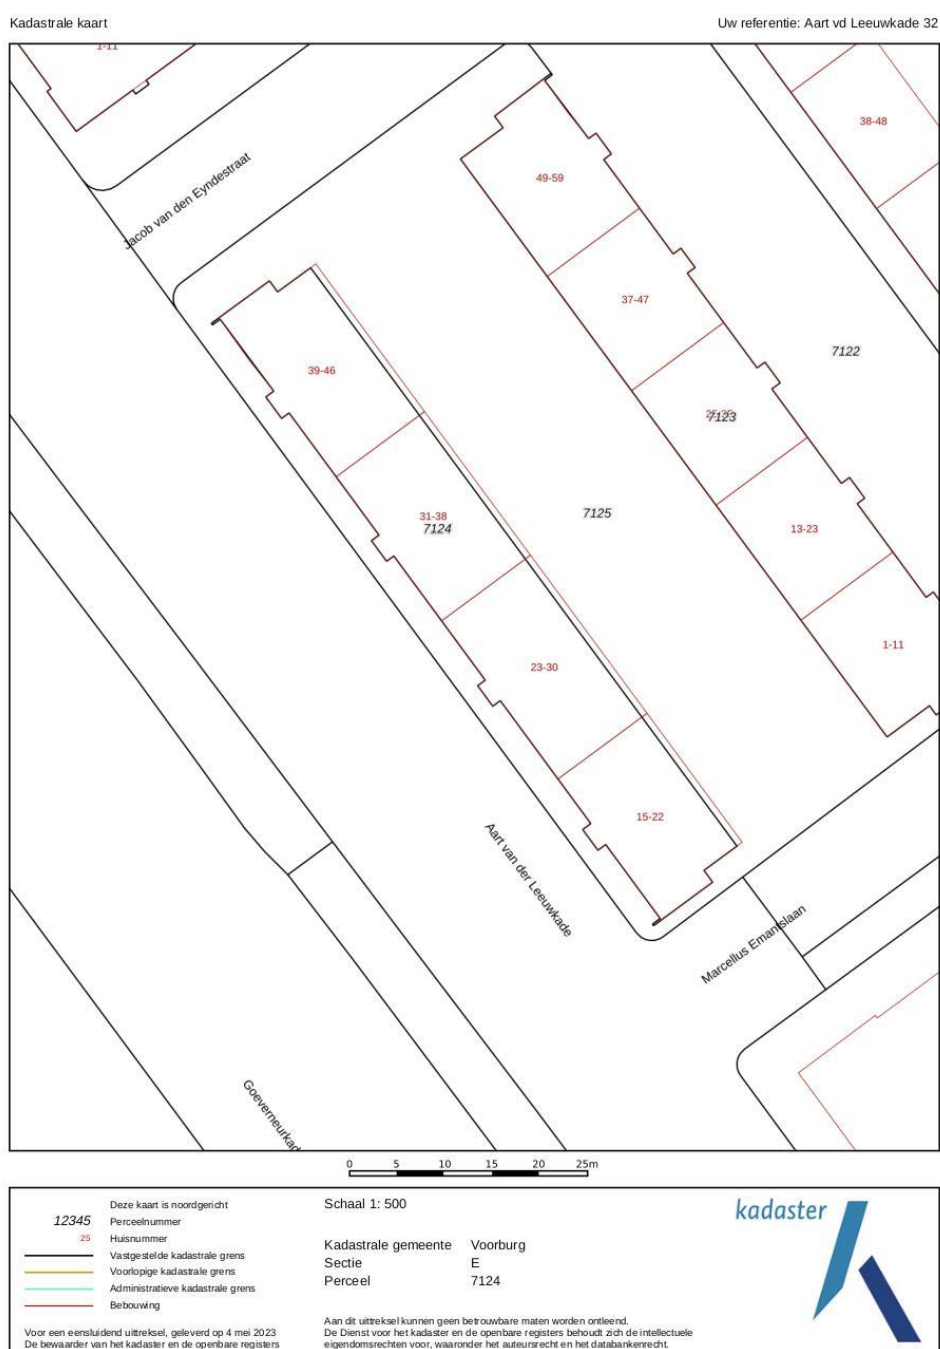 Kadastrale kaart
Uw referentie: Aart vd Leeuwkade 32
1-11
38-48
Jacob van den Eyndestraat
49-59
37-47
7122
39-46
7123
31-38
7124
7125
13-23
23-30
1-11
15-22
Aart van der Leeuwkade
Marcellus Emantslaan
0 5 10 15 20 25m
Deze kaart is noordgericht
12345 Perceelnummer
25 Huisnummer
Vastgestelde kadastrale grens
Voorlopige kadastrale grens
Administratieve kadastrale grens
Bebouwing
Voor een eensluidend uittreksel, geleverd op 4 mei 2023
De bewaarder van het kadaster en de openbare registers
Schaal 1: 500
Kadastrale gemeente Voorburg
Sectie E
Perceel 7124
Aan dit uittreksel kunnen geen betrouwbare maten worden ontleend.
De Dienst voor het kadaster en de openbare registers behoudt zich de intellectuele
eigendomsrechten voor, waaronder het auteursrecht en het databankenrecht.
kadaster